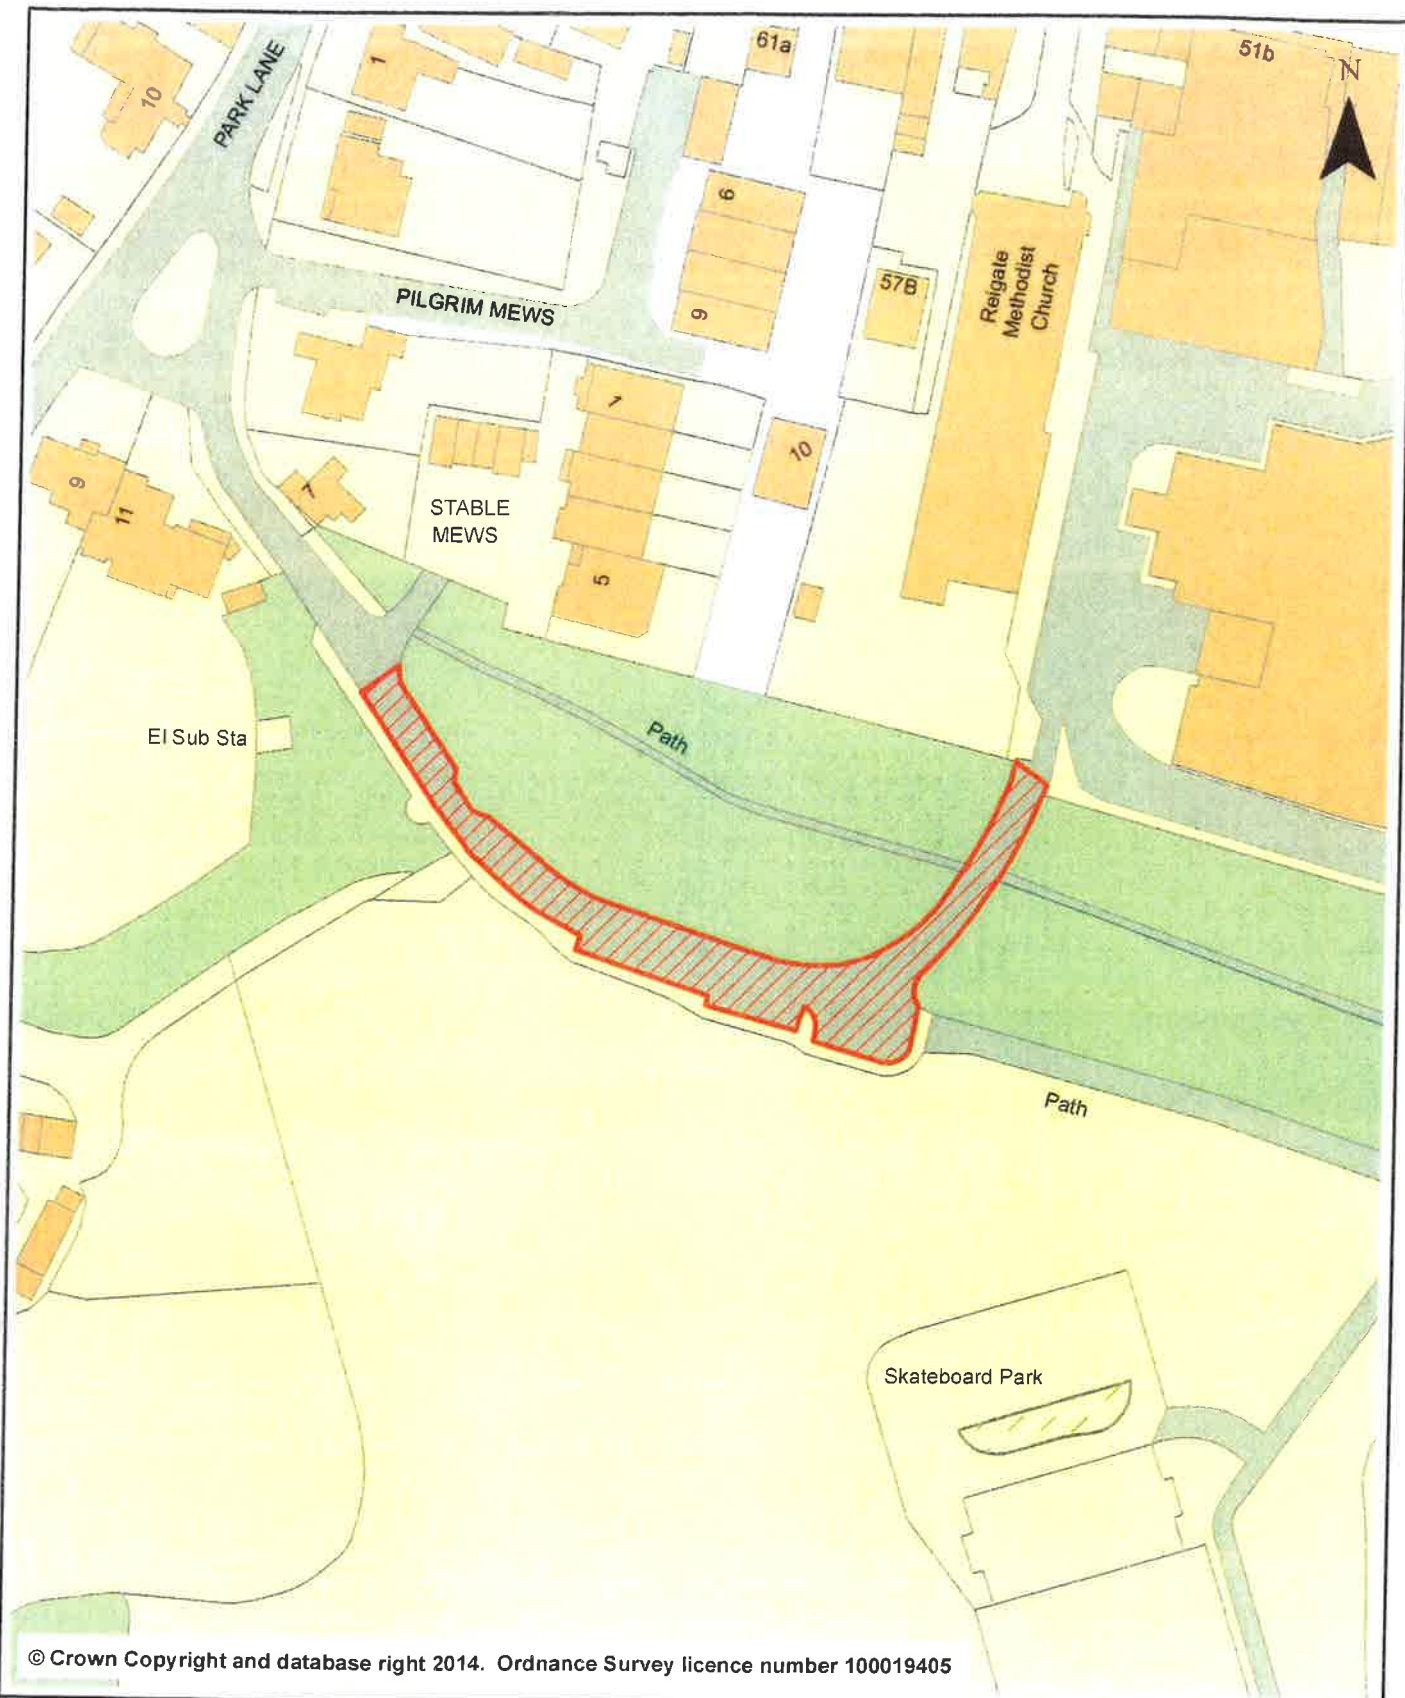 61a
51b
N
10
PARK LANE
1
6
9
PILGRIM MEWS
57B
Reigate
Methodist
Church
1
10
9
11
7
STABLE
MEWS
5
El Sub Sta
Path
Path
Skateboard Park
© Crown Copyright and database right 2014. Ordnance Survey licence number 100019405